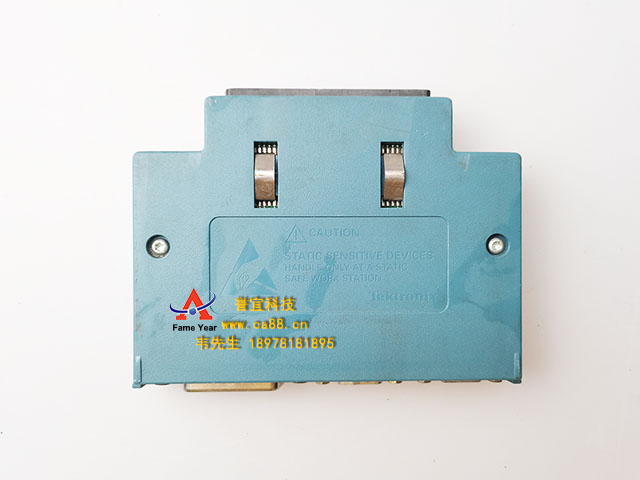 CAUTION
STATIC SENSITIVE DEVICES
HANDLE ONLY AT A STATIC
SAFE WORK STATION
Tektronix
Fame Year
誉宜科技
www.ca88.cn
韦先生 18978181895